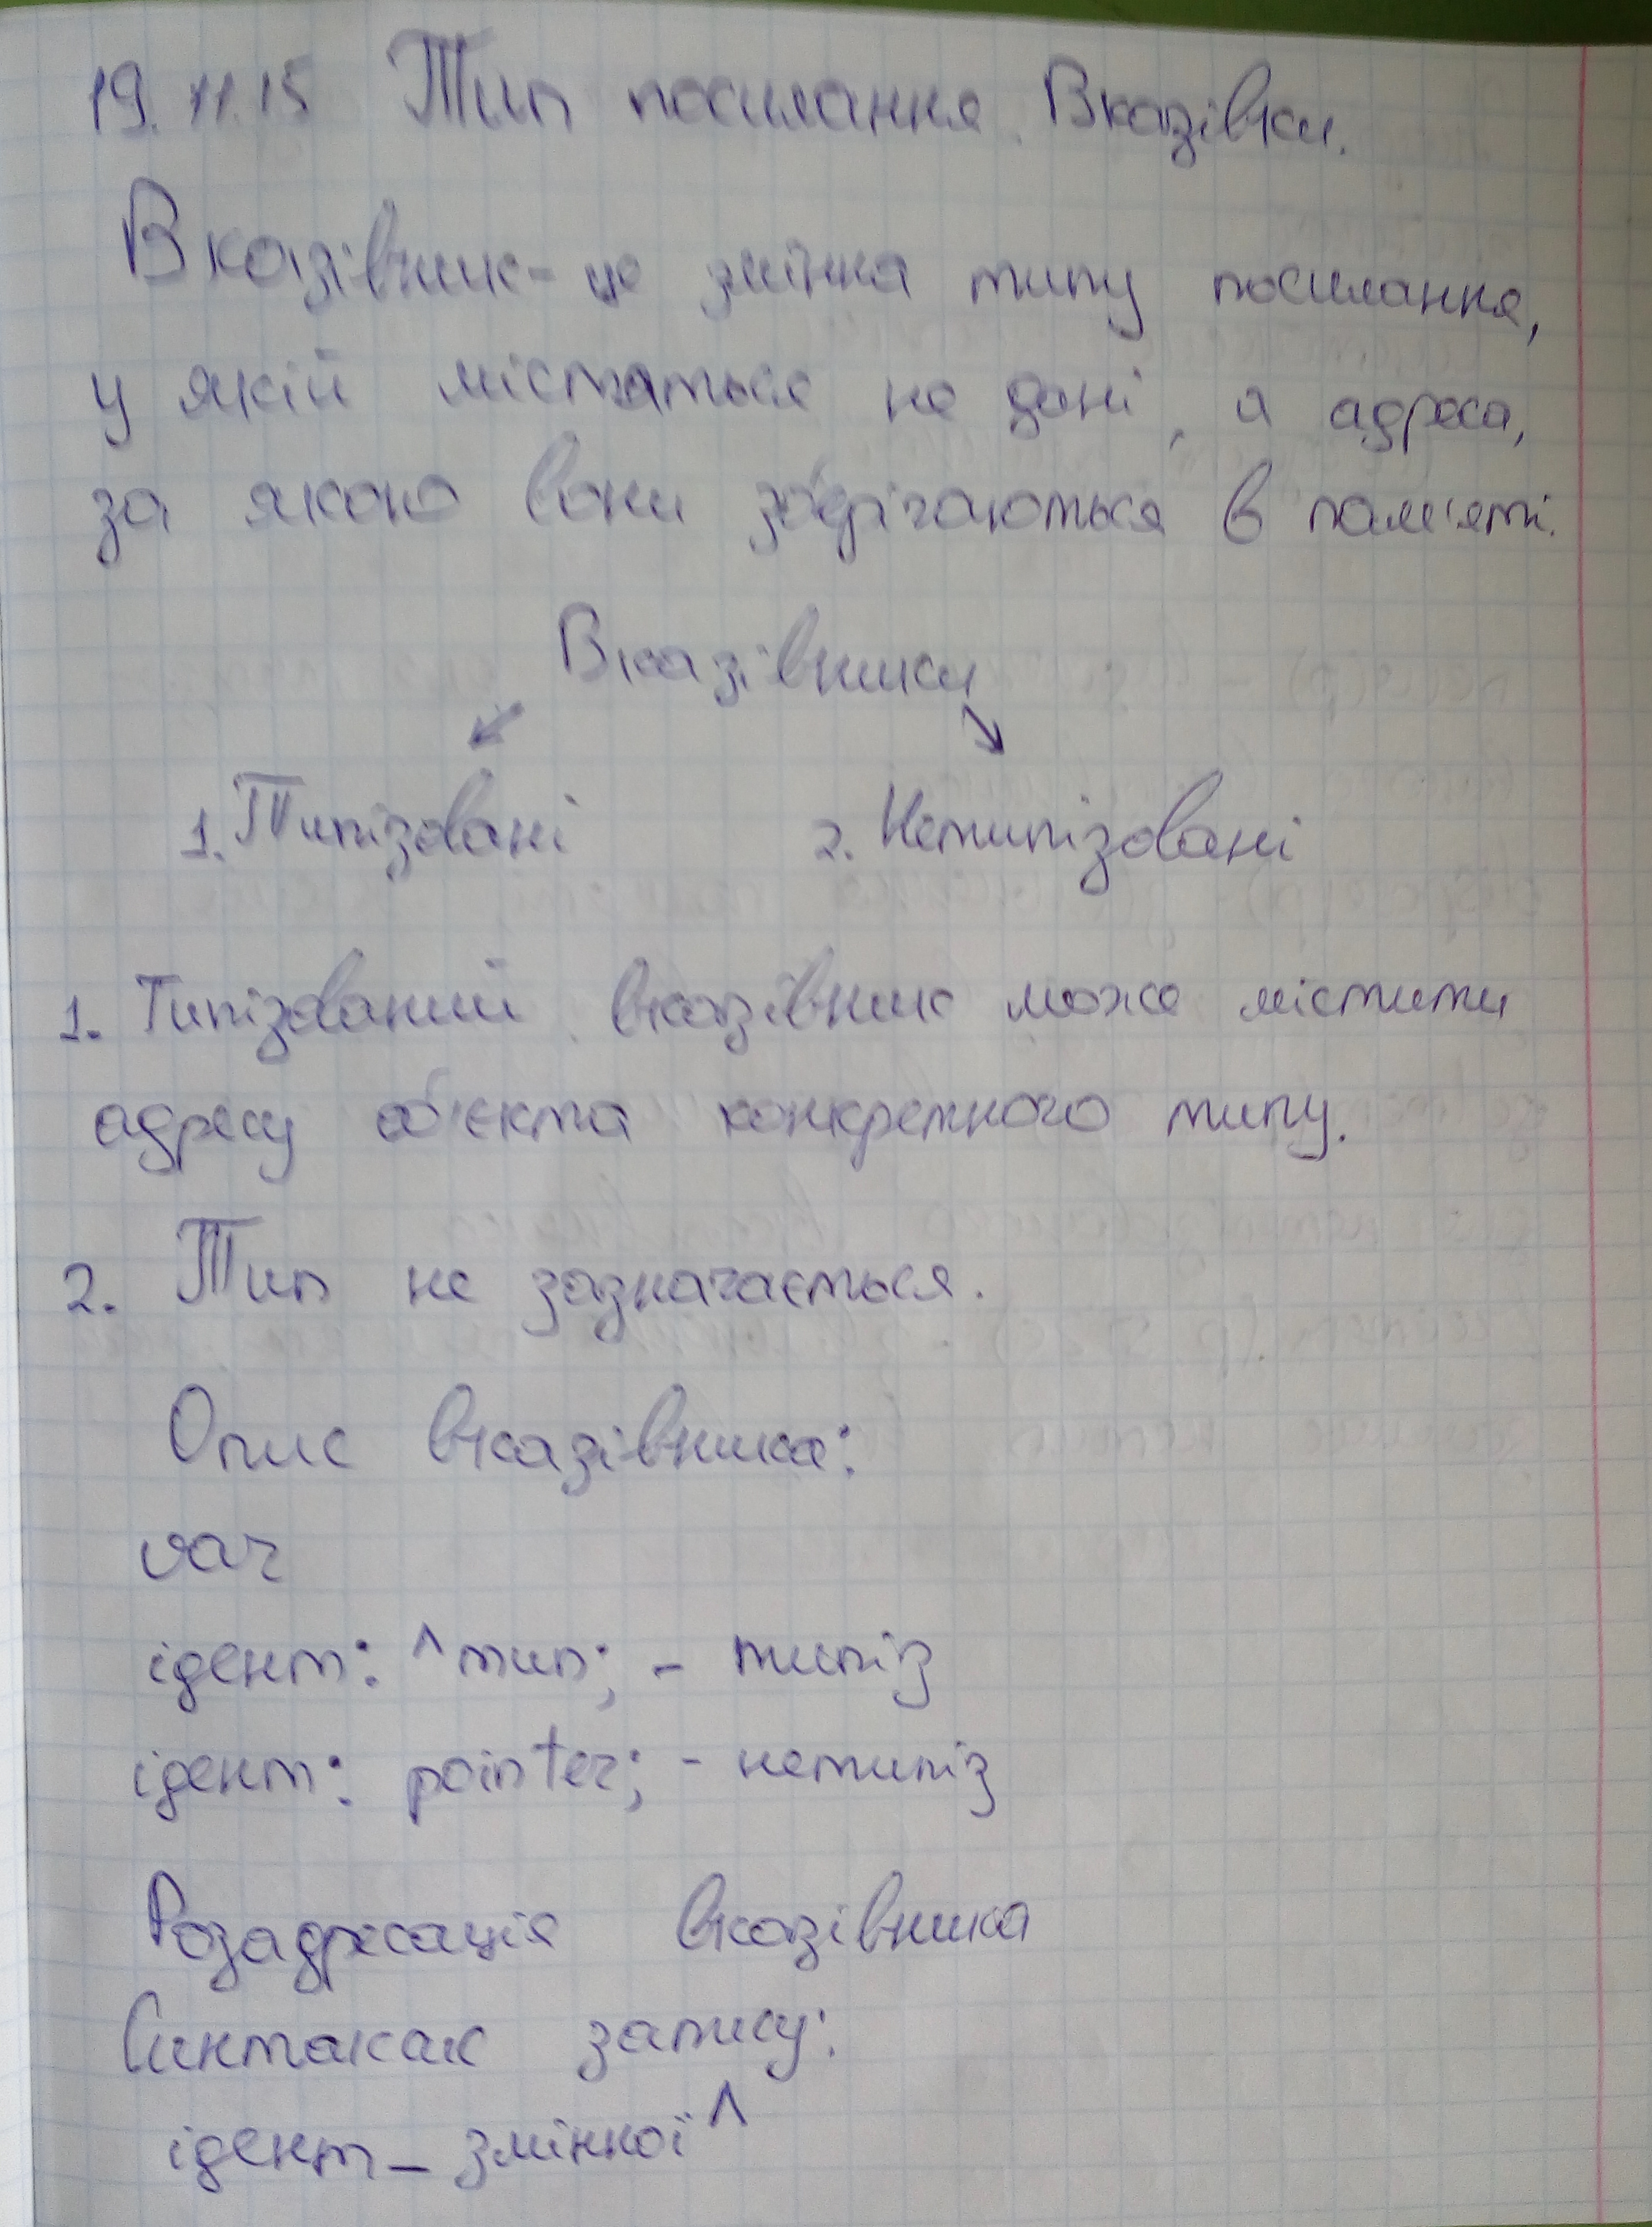 19.11.15 Тип посилання. Вказівки.
Вказівник - це змінна типу посилання,
у якій містяться не дані, а адреса,
за якою вони зберігаються в пам'яті.
Вказівники
1. Типізовані 2. Нетипізовані
1. Типізований вказівник може містити
адресу об'єкта конкретного типу.
2. Тип не зазначається.
Опис вказівника:
var
ідент: ^тип; - типіз
ідент: pointer; - нетипіз
Розадресація вказівника
Синтаксис запису:
ідент_змінної^